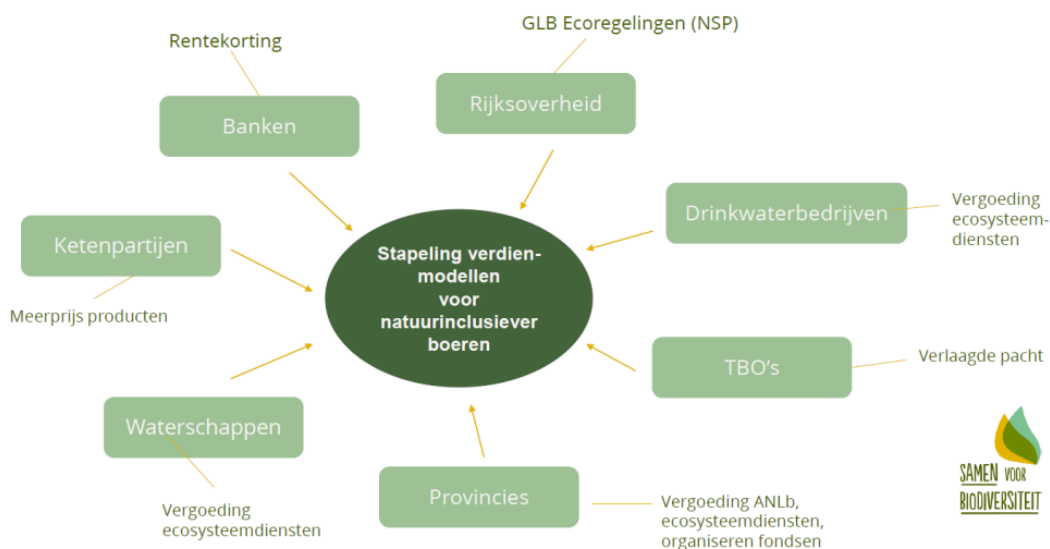 GLB Ecoregelingen (NSP)
Rentekorting
Rijksoverheid
Banken
Drinkwaterbedrijven
Vergoeding
ecosysteem-
diensten
Ketenpartijen
Meerprijs producten
Stapeling verdien-
modellen
voor
natuurinclusiever
boeren
TBO's
Verlaagde pacht
Waterschappen
Vergoeding
ecosysteemdiensten
Provincies
Vergoeding ANLb,
ecosysteemdiensten,
organiseren fondsen
SAMEN VOOR
BIODIVERSITEIT